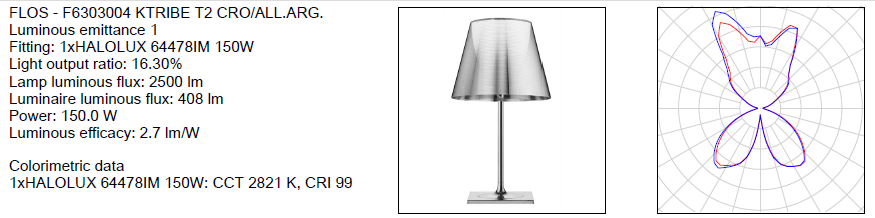 FLOS - F6303004 KTRIBE T2 CRO/ALL.ARG.
Luminous emittance 1
Fitting: 1xHALOLUX 64478IM 150W
Light output ratio: 16.30%
Lamp luminous flux: 2500 lm
Luminaire luminous flux: 408 lm
Power: 150.0 W
Luminous efficacy: 2.7 lm/W
Colorimetric data
1xHALOLUX 64478IM 150W: CCT 2821 K, CRI 99